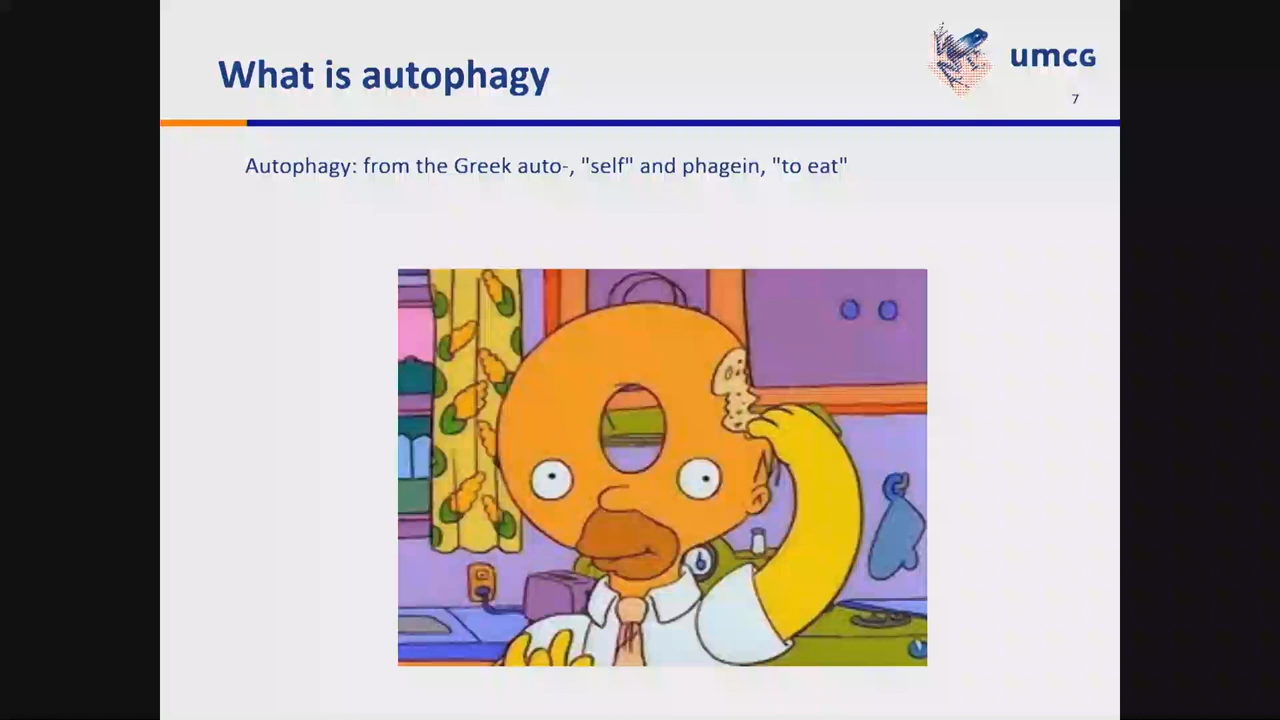 What is autophagy
umcg
7
Autophagy: from the Greek auto-, "self" and phagein, "to eat"